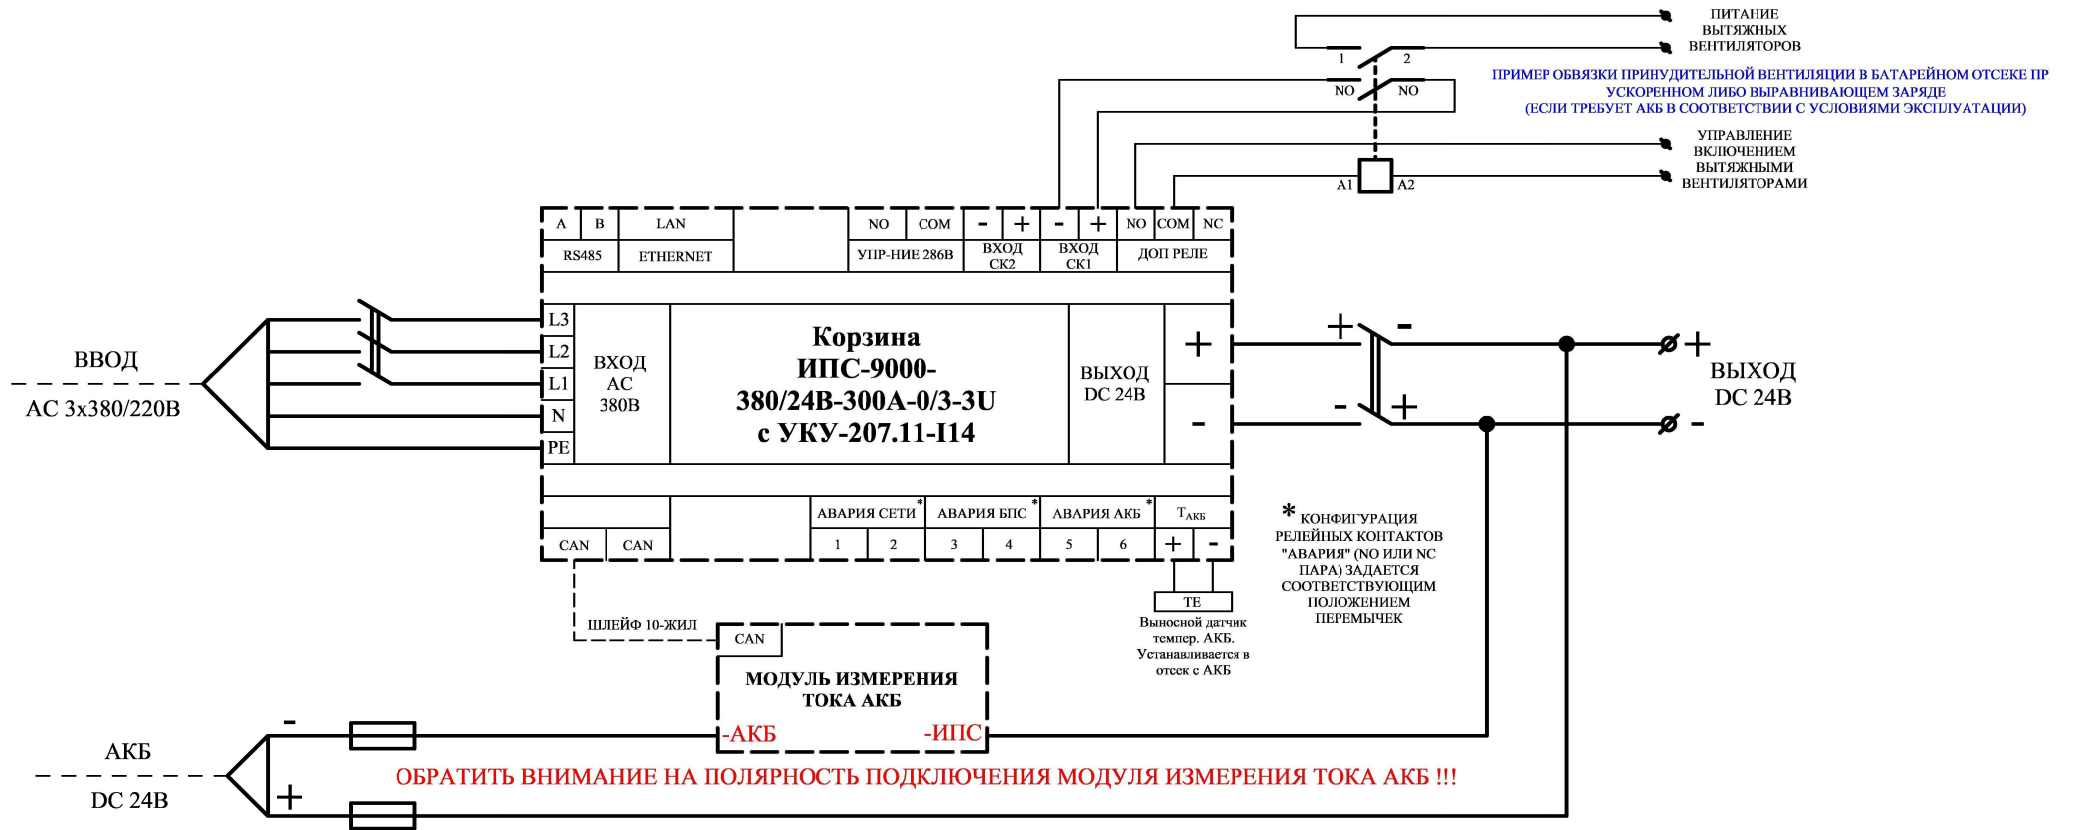 ПИТАНИЕ
ВЫТЯЖНЫХ
ВЕНТИЛЯТОРОВ
1 2
NO NO
ПРИМЕР ОБВЯЗКИ ПРИНУДИТЕЛЬНОЙ ВЕНТИЛЯЦИИ В БАТАРЕЙНОМ ОТСЕКЕ ПР
УСКОРЕННОМ ЛИБО ВЫРАВНИВАЮЩЕМ ЗАРЯДЕ
(ЕСЛИ ТРЕБУЕТ АКБ В СООТВЕТСТВИИ С УСЛОВИЯМИ ЭКСПЛУАТАЦИИ)
УПРАВЛЕНИЕ
ВКЛЮЧЕНИЕМ
ВЫТЯЖНЫМИ
ВЕНТИЛЯТОРАМИ
A1 A2
A B LAN NO COM - + - + NO COM NC
RS485 ETHERNET УПР-НИЕ 286В ВХОД СК2 ВХОД СК1 ДОП РЕЛЕ
ВВОД
AC 3x380/220В
L3
L2
L1
N
PE
ВХОД
AC
380В
Корзина
ИПС-9000-
380/24В-300А-0/3-3U
с УКУ-207.11-I14
ВЫХОД
DC 24В
+
-
+ -
- +
+
-
ВЫХОД
DC 24В
АВАРИЯ СЕТИ* АВАРИЯ БПС* АВАРИЯ АКБ* TАКБ
CAN CAN 1 2 3 4 5 6 + -
* КОНФИГУРАЦИЯ
РЕЛЕЙНЫХ КОНТАКТОВ
"АВАРИЯ" (NO ИЛИ NC
ПАРА) ЗАДАЕТСЯ
СООТВЕТСТВУЮЩИМ
ПОЛОЖЕНИЕМ
ПЕРЕМЫЧЕК
TE
Выносной датчик
темпер. АКБ.
Устанавливается в
отсек с АКБ
ШЛЕЙФ 10-ЖИЛ
CAN
МОДУЛЬ ИЗМЕРЕНИЯ
ТОКА АКБ
-АКБ -ИПС
АКБ
DC 24В
-
+
ОБРАТИТЬ ВНИМАНИЕ НА ПОЛЯРНОСТЬ ПОДКЛЮЧЕНИЯ МОДУЛЯ ИЗМЕРЕНИЯ ТОКА АКБ !!!